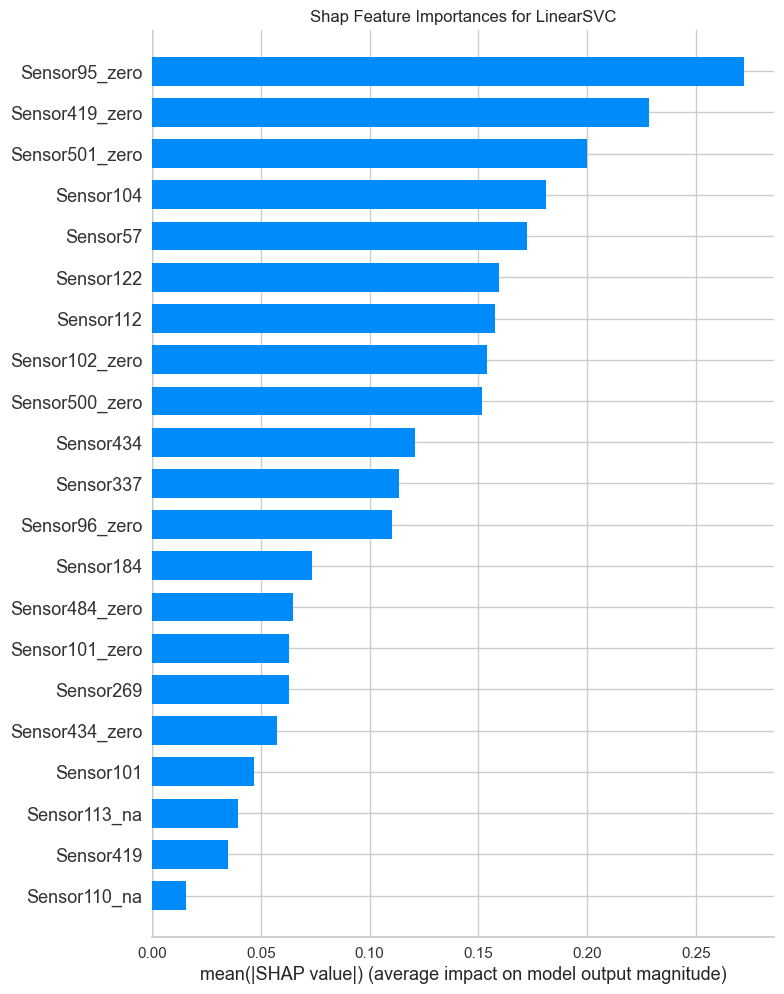 Shap Feature Importances for LinearSVC
Sensor95_zero
Sensor419_zero
Sensor501_zero
Sensor104
Sensor57
Sensor122
Sensor112
Sensor102_zero
Sensor500_zero
Sensor434
Sensor337
Sensor96_zero
Sensor184
Sensor484_zero
Sensor101_zero
Sensor269
Sensor434_zero
Sensor101
Sensor113_na
Sensor419
Sensor110_na
0.00 0.05 0.10 0.15 0.20 0.25
mean(|SHAP value|) (average impact on model output magnitude)